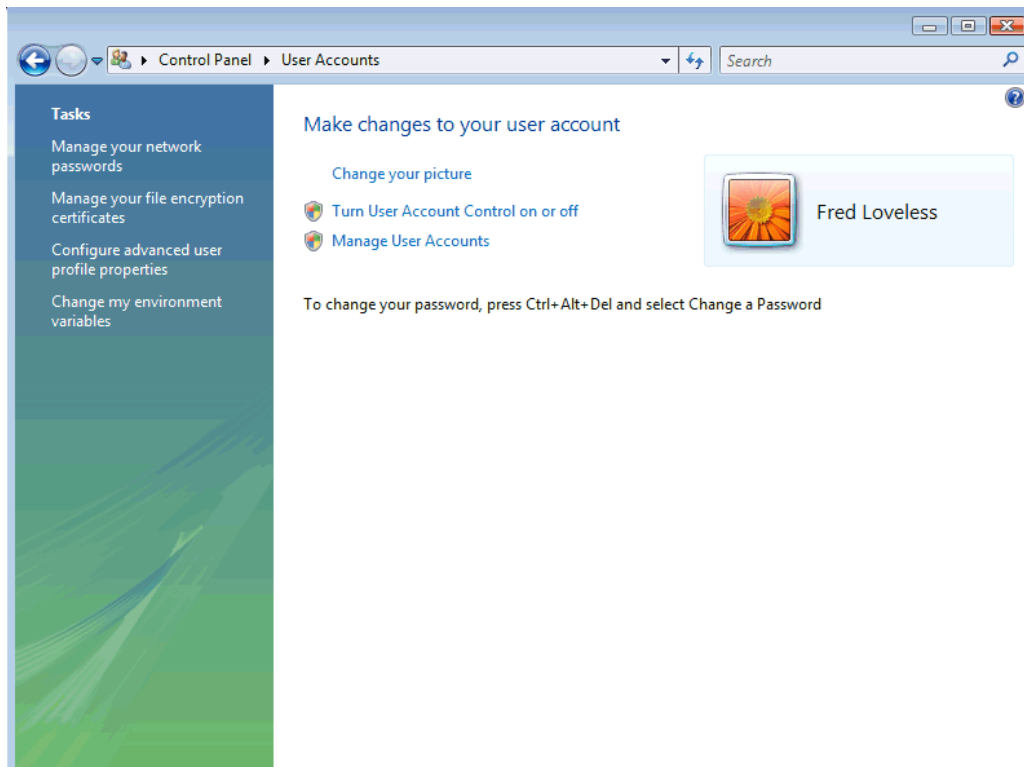 Control Panel
User Accounts
Search
Tasks
Manage your network
passwords
Manage your file encryption
certificates
Configure advanced user
profile properties
Change my environment
variables
Make changes to your user account
Change your picture
Turn User Account Control on or off
Manage User Accounts
Fred Loveless
To change your password, press Ctrl+Alt+Del and select Change a Password